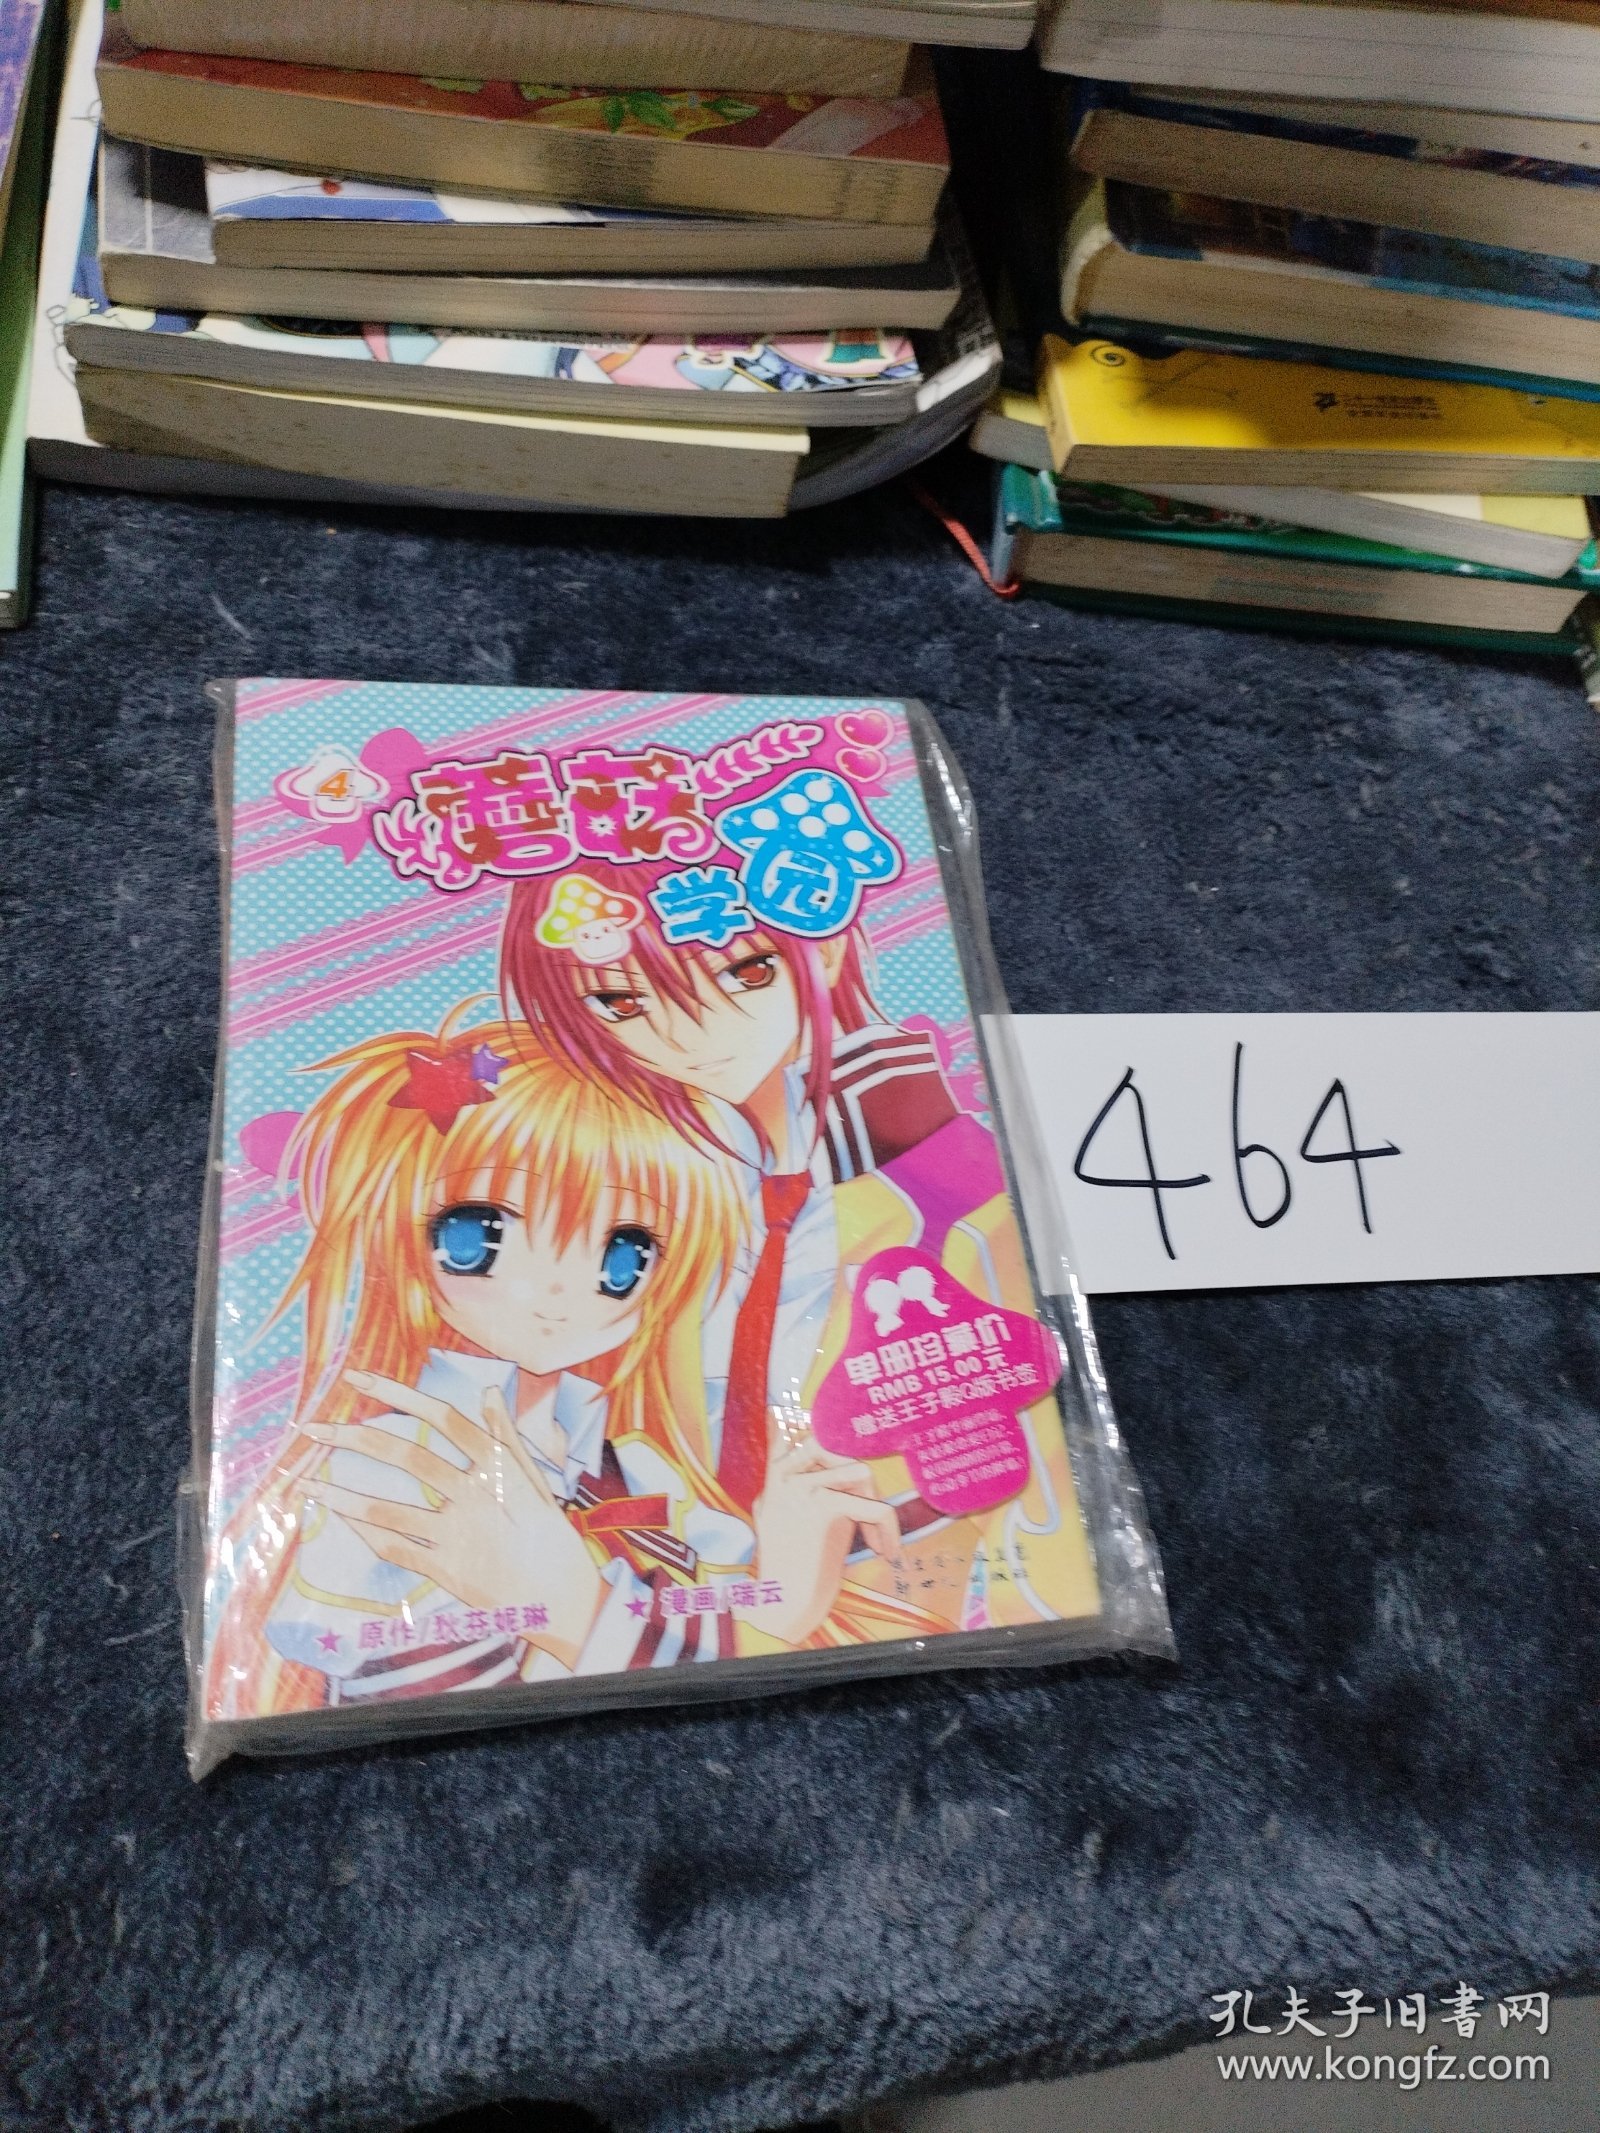 4
蘑菇
学园
464
单册珍藏价
RMB 15.00元
赠送王子殿Q版书签
★ 原作/狄芬妮琳
★ 漫画/瑞云
孔夫子旧书网
www.kongfz.com